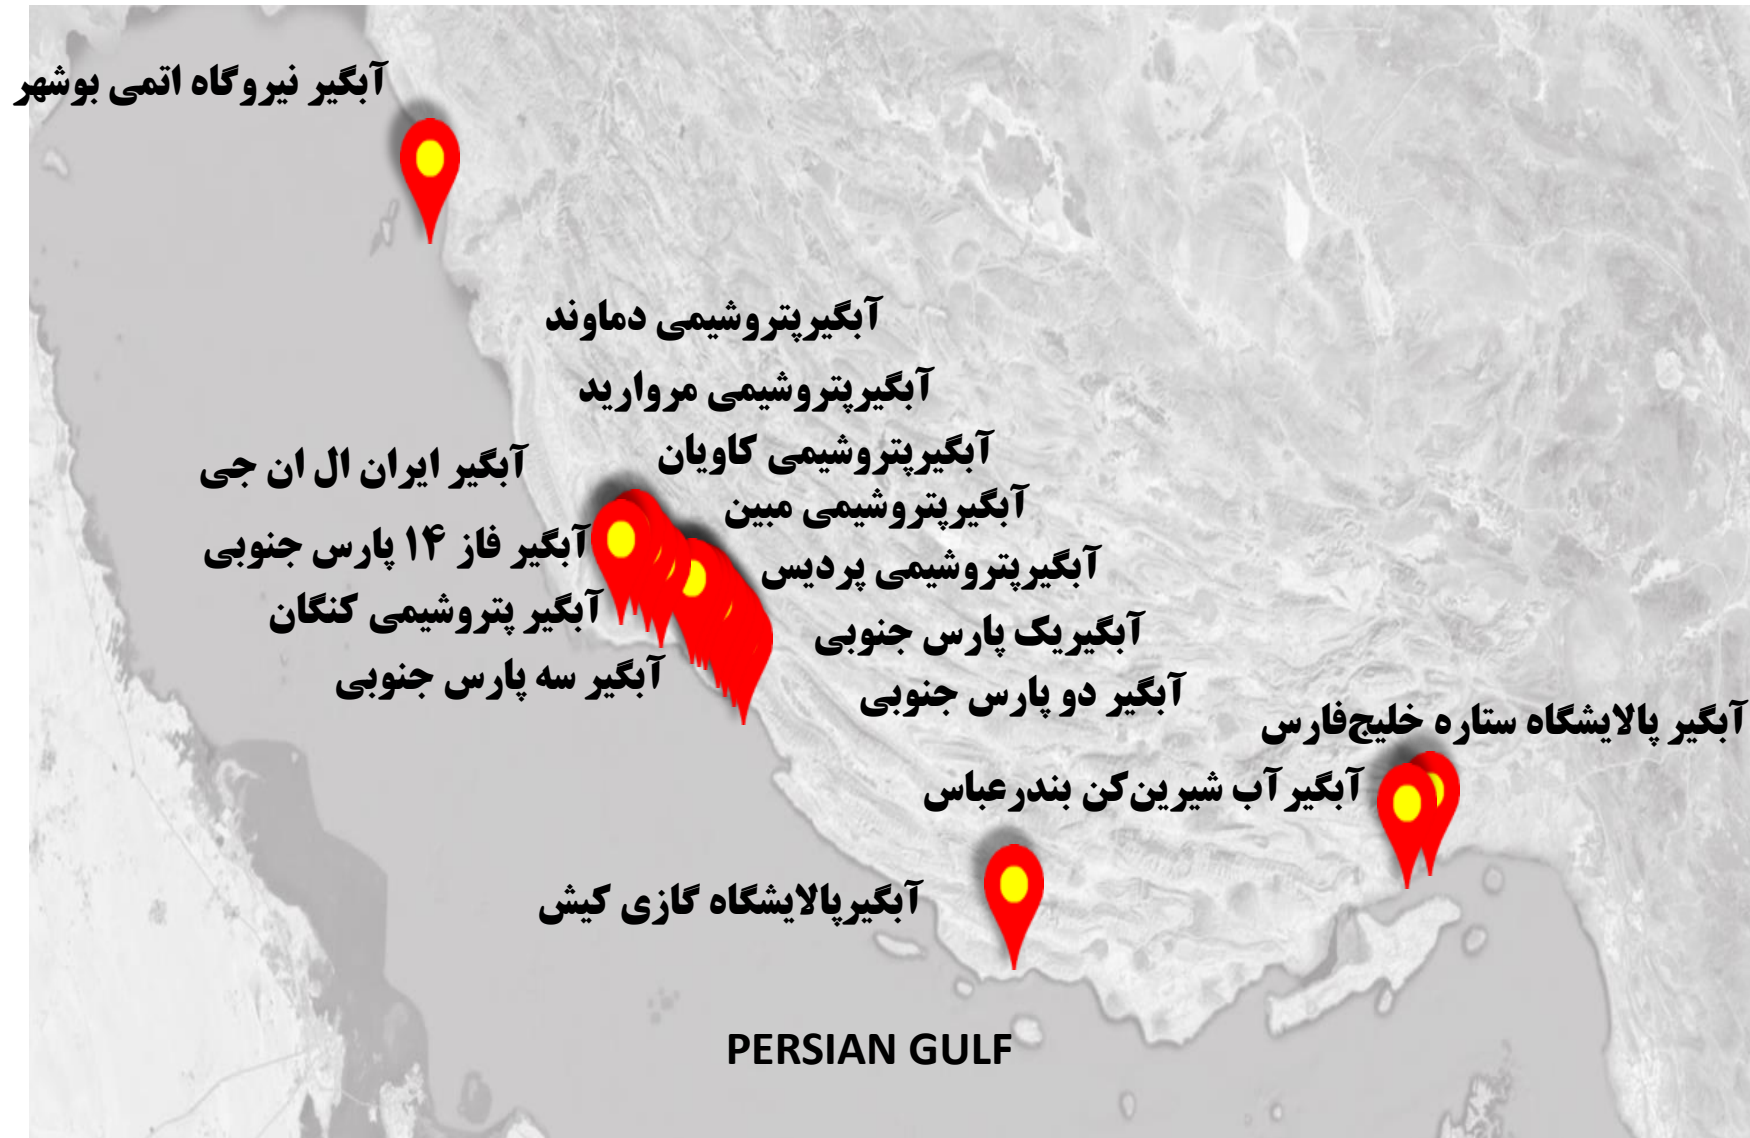 آبگیر نیروگاه اتمی بوشهر
آبگیرپتروشیمی دماوند
آبگیرپتروشیمی مروارید
آبگیرپتروشیمی کاویان
آبگیر ایران ال ان جی
آبگیرپتروشیمی مبین
آبگیر فاز ۱۴ پارس جنوبی
آبگیرپتروشیمی پردیس
آبگیر پتروشیمی کنگان
آبگیریک پارس جنوبی
آبگیر سه پارس جنوبی
آبگیر دو پارس جنوبی
آبگیر پالایشگاه ستاره خلیج‌فارس
آبگیر آب شیرین‌کن بندرعباس
آبگیرپالایشگاه گازی کیش
PERSIAN GULF